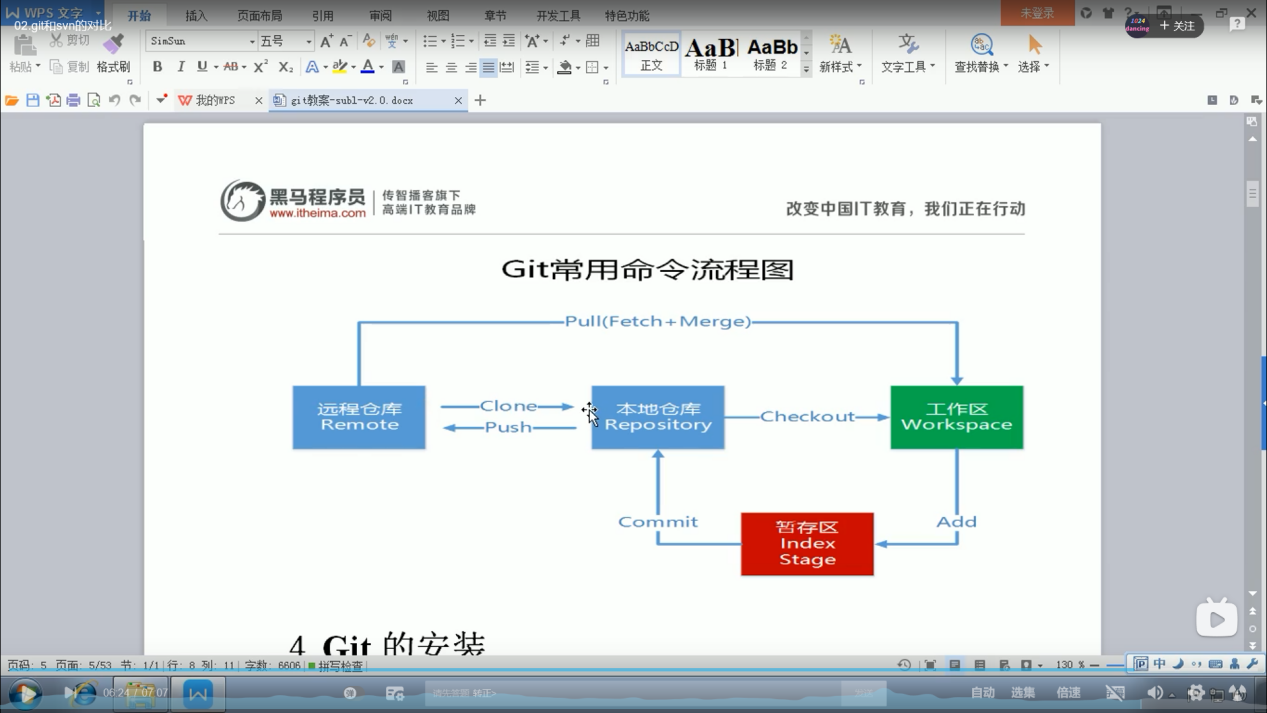 WPS 文字
开始 插入 页面布局 引用 审阅 视图 章节 开发工具 特色功能
未登录
02.git和svn的对比
+ 关注
粘贴 剪切 复制 格式刷
SinSun 五号
AaBbCcD AaBl AaBb
正文 标题 1 标题 2
新样式 文字工具 查找替换 选择
我的WPS
git教案-subl-v2.0.docx
黑马程序员
www.itheima.com
传智播客旗下
高端IT教育品牌
改变中国IT教育，我们正在行动
Git常用命令流程图
Pull(Fetch+Merge)
远程仓库
Remote
Clone
Push
本地仓库
Repository
Checkout
工作区
Workspace
Commit
暂存区
Index
Stage
Add
4 Git 的安装
页码: 5 页面: 5/53 节: 1/1 行: 8 列: 11 字数: 6606 拼写检查
130 %
中
06:24 / 07:07
转正>
自动 选集 倍速